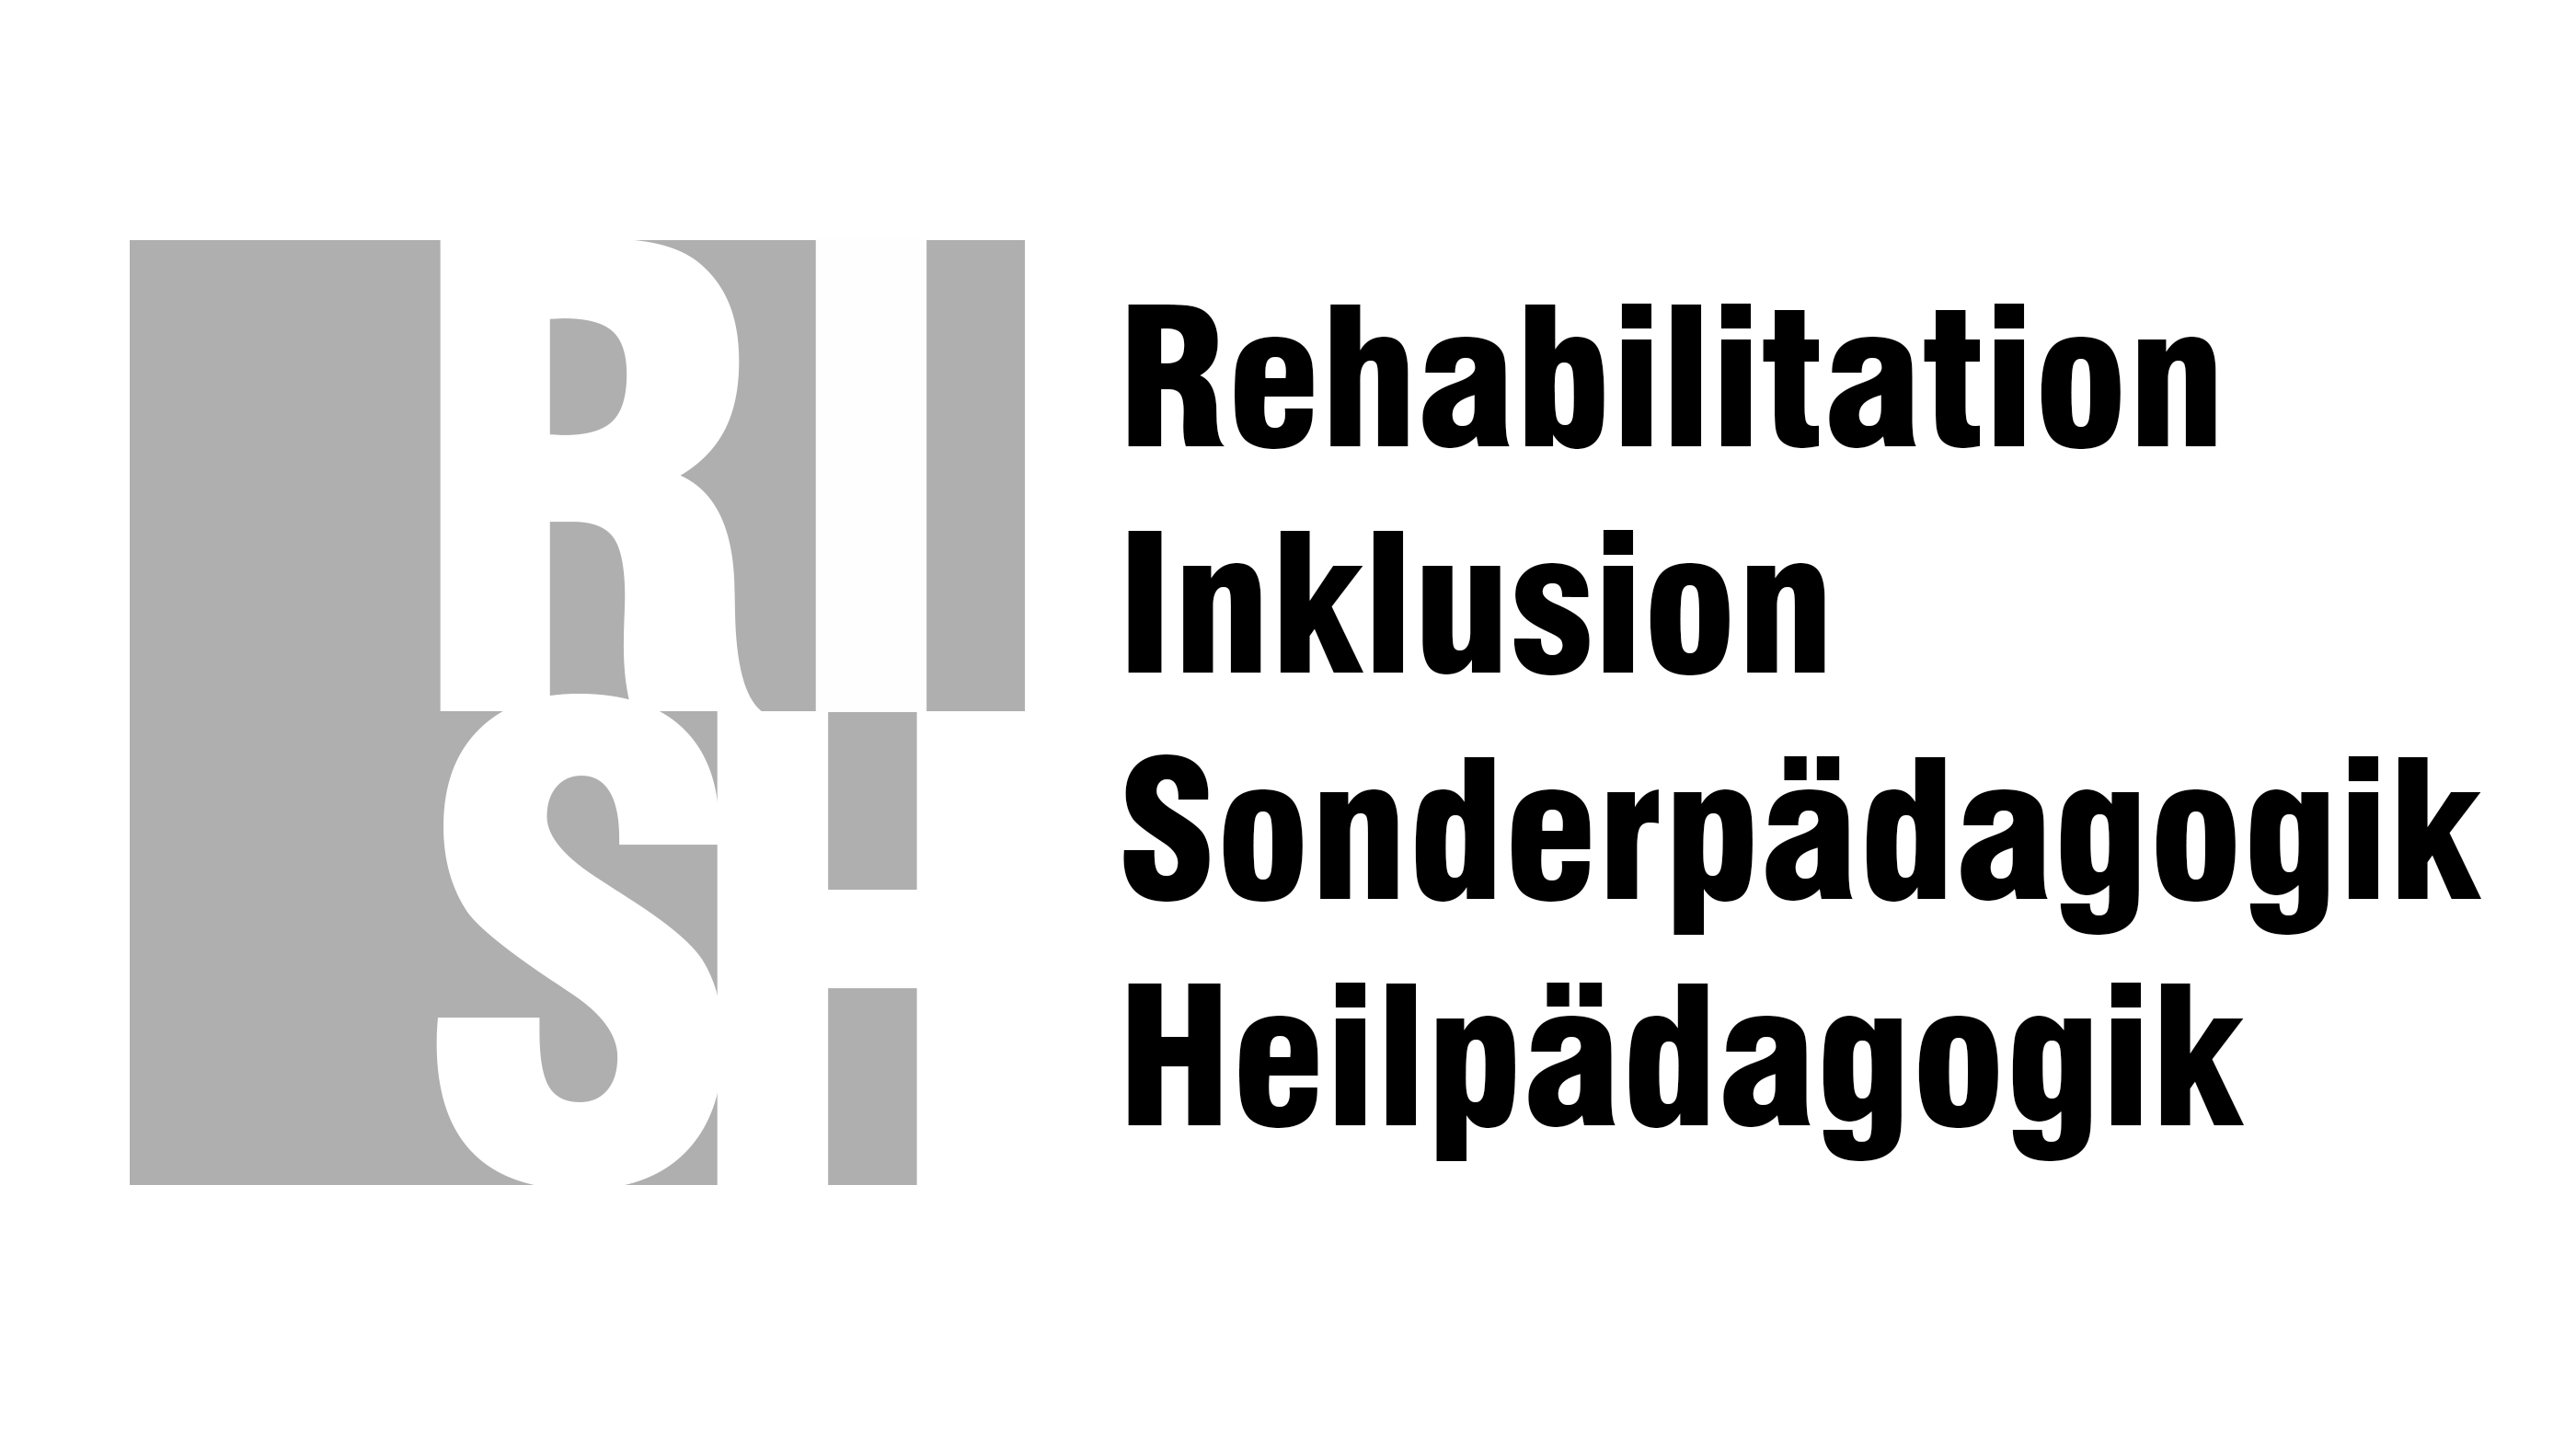 RI
SH
Rehabilitation
Inklusion
Sonderpädagogik
Heilpädagogik